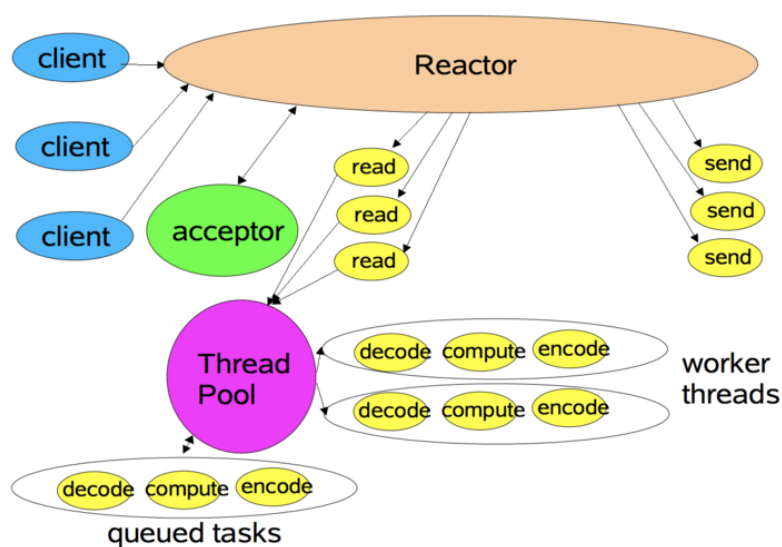 client
Reactor
client
read
send
client
acceptor
read
send
read
send
Thread
Pool
decode
compute
encode
worker
threads
decode
compute
encode
decode
compute
encode
queued tasks